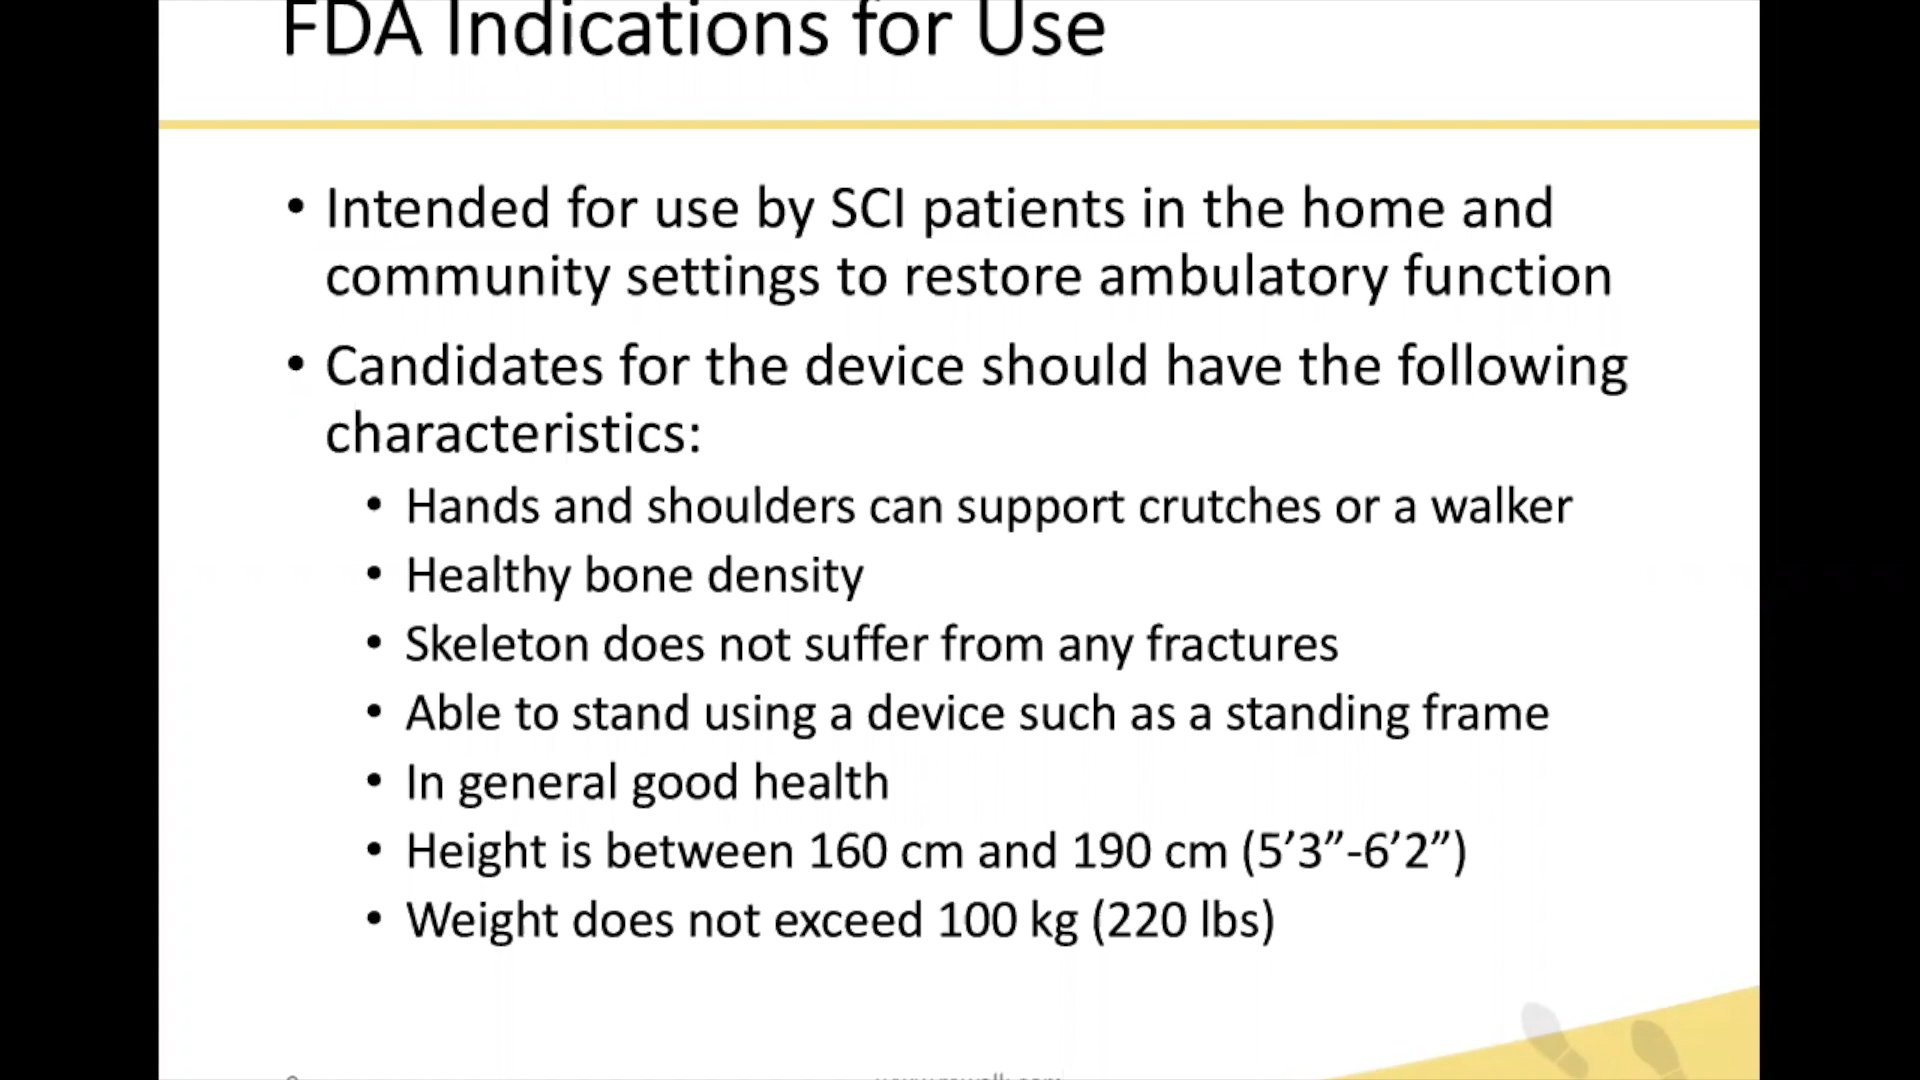 FDA Indications for Use
• Intended for use by SCI patients in the home and
community settings to restore ambulatory function
• Candidates for the device should have the following
characteristics:
• Hands and shoulders can support crutches or a walker
• Healthy bone density
• Skeleton does not suffer from any fractures
• Able to stand using a device such as a standing frame
• In general good health
• Height is between 160 cm and 190 cm (5’3”-6’2”)
• Weight does not exceed 100 kg (220 lbs)